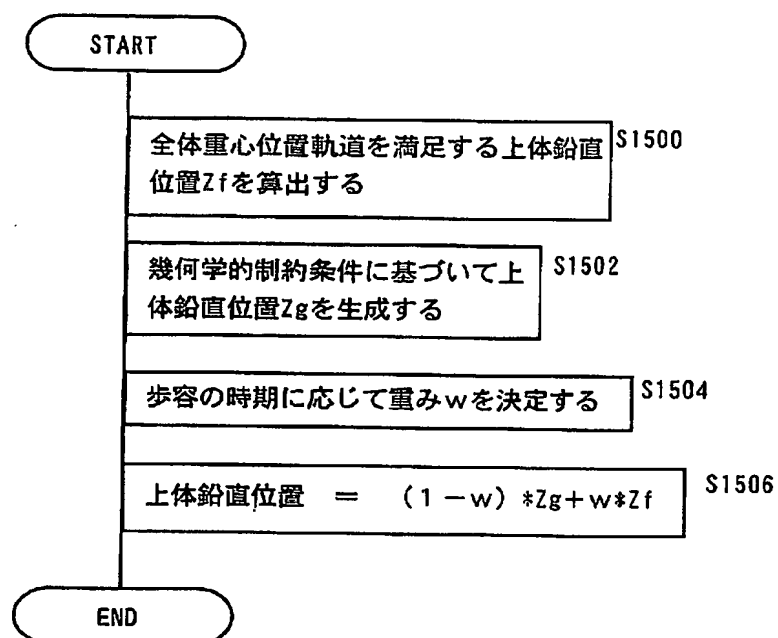 START
全体重心位置軌道を満足する上体鉛直 S1500
位置Zfを算出する
幾何学的制約条件に基づいて上 S1502
体鉛直位置Zgを生成する
歩容の時期に応じて重みwを決定する S1504
上体鉛直位置 = (1-w)*Zg+w*Zf S1506
END